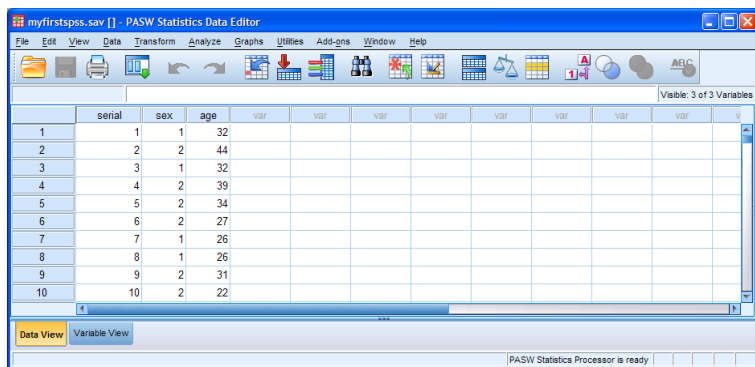 myfirstspss.sav [] - PASW Statistics Data Editor
File Edit View Data Transform Analyze Graphs Utilities Add-ons Window Help
A
1 ABC
Visible: 3 of 3 Variables
serial sex age var var var var var var var v
1 1 1 32
2 2 2 44
3 3 1 32
4 4 2 39
5 5 2 34
6 6 2 27
7 7 1 26
8 8 1 26
9 9 2 31
10 10 2 22
Data View Variable View
PASW Statistics Processor is ready